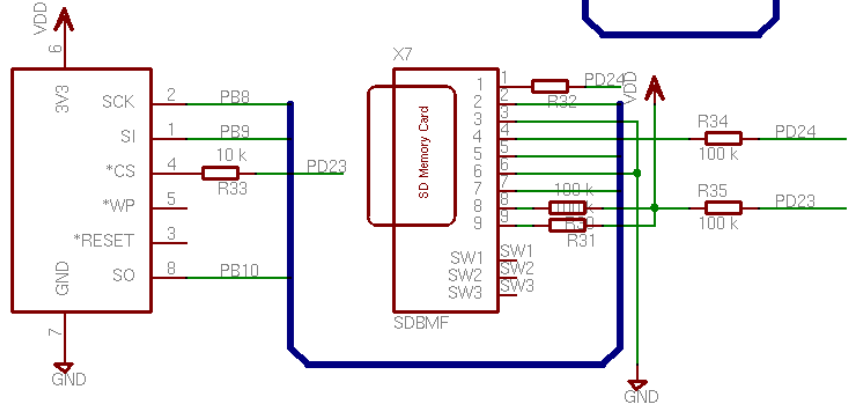 VDD
6
3V3
SCK
2
PB8
SI
1
PB9
*CS
4
10 k
R33
PD23
*WP
5
*RESET
3
SO
8
PB10
GND
7
GND
X7
SD Memory Card
1
1
R32
PD24
VDD
2
2
3
3
4
4
R34
100 k
PD24
5
5
6
6
7
7
8
8
100 k
R35
100 k
PD23
9
9
R31
SW1
SW1
SW2
SW2
SW3
SW3
SDBMF
GND